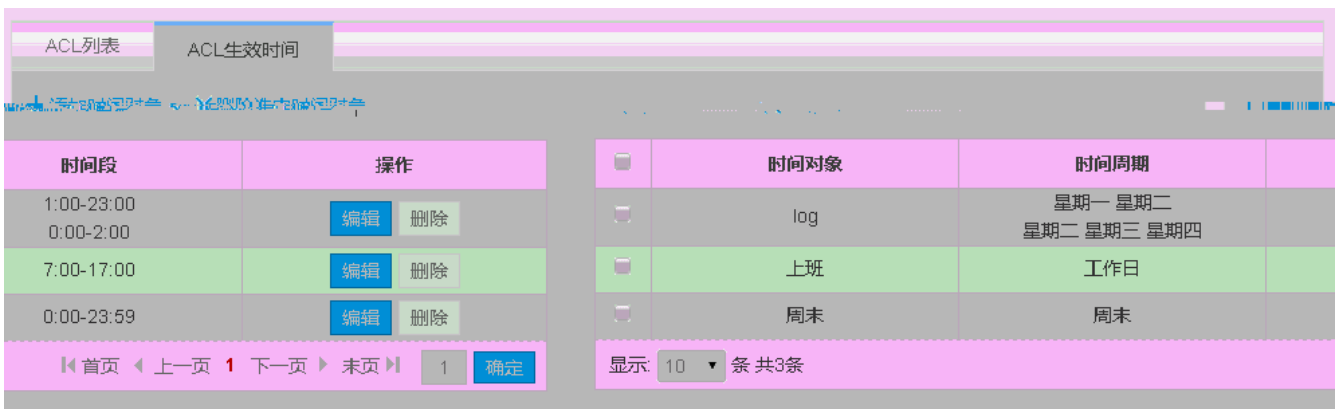 ACL列表 ACL生效时间
时间段 操作 时间对象 时间周期
1:00-23:00 星期一 星期二
编辑 删除 log
0:00-2:00 星期二 星期三 星期四
7:00-17:00 编辑 删除 上班 工作日
0:00-23:59 编辑 删除 周末 周末
首页 上一页 1 下一页 末页 1 确定 显示: 10 条 共3条